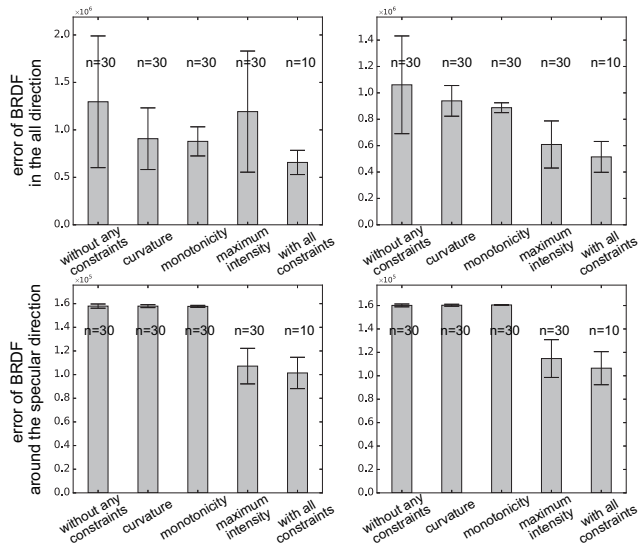 ×10⁶
2.0
1.5
1.0
0.5
0.0
n=30 n=30 n=30 n=30 n=10
error of BRDF
in the all direction
without any
constraints
curvature
monotonicity
maximum
intensity
with all
constraints
×10⁶
1.6
1.4
1.2
1.0
0.8
0.6
0.4
0.2
0.0
n=30 n=30 n=30 n=30 n=10
without any
constraints
curvature
monotonicity
maximum
intensity
with all
constraints
×10⁵
1.6
1.4
1.2
1.0
0.8
0.6
0.4
0.2
0.0
n=30 n=30 n=30 n=30 n=10
error of BRDF
around the specular direction
without any
constraints
curvature
monotonicity
maximum
intensity
with all
constraints
×10⁵
1.6
1.4
1.2
1.0
0.8
0.6
0.4
0.2
0.0
n=30 n=30 n=30 n=30 n=10
without any
constraints
curvature
monotonicity
maximum
intensity
with all
constraints